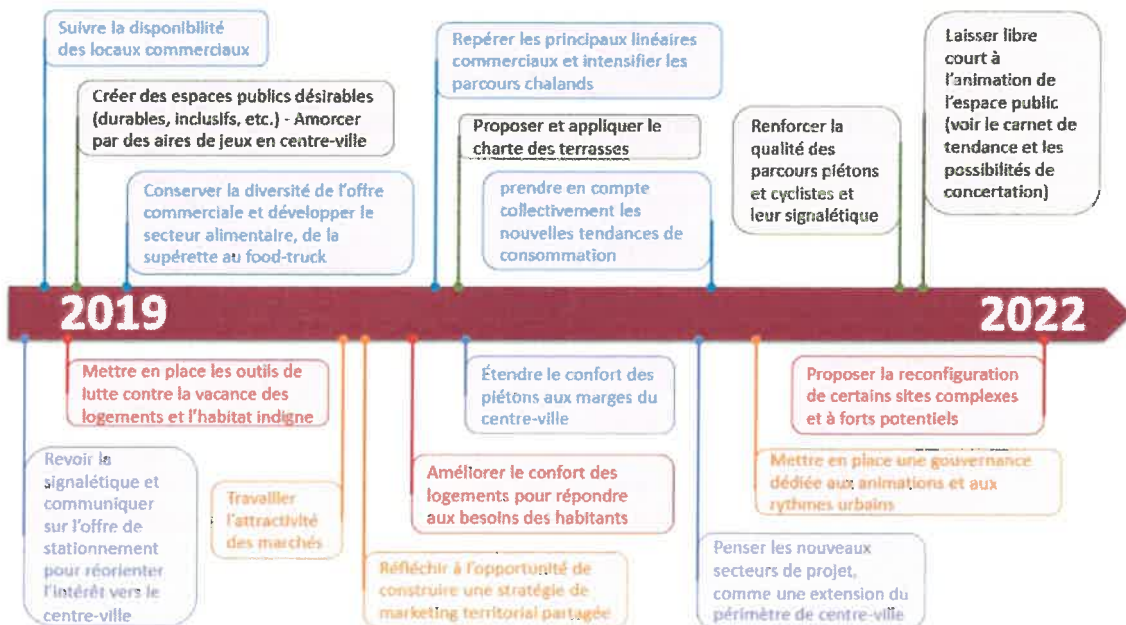 Suivre la disponibilité
des locaux commerciaux
Créer des espaces publics désirables
(durables, inclusifs, etc.) - Amorcer
par des aires de jeux en centre-ville
Conserver la diversité de l'offre
commerciale et développer le
secteur alimentaire, de la
supérette au food-truck
Repérer les principaux linéaires
commerciaux et intensifier les
parcours chalands
Proposer et appliquer le
charte des terrasses
prendre en compte
collectivement les
nouvelles tendances de
consommation
Renforcer la
qualité des
parcours piétons
et cyclistes et
leur signalétique
Laisser libre
court à
l'animation de
l'espace public
(voir le carnet de
tendance et les
possibilités de
concertation)
2019
2022
Revoir la
signalétique et
communiquer
sur l'offre de
stationnement
pour réorienter
l'intérêt vers le
centre-ville
Mettre en place les outils de
lutte contre la vacance des
logements et l'habitat indigne
Travailler
l'attractivité
des marchés
Réfléchir à l'opportunité de
construire une stratégie de
marketing territorial partagée
Améliorer le confort des
logements pour répondre
aux besoins des habitants
Étendre le confort des
piétons aux marges du
centre-ville
Penser les nouveaux
secteurs de projet,
comme une extension du
périmètre de centre-ville
Mettre en place une gouvernance
dédiée aux animations et aux
rythmes urbains
Proposer la reconfiguration
de certains sites complexes
et à forts potentiels